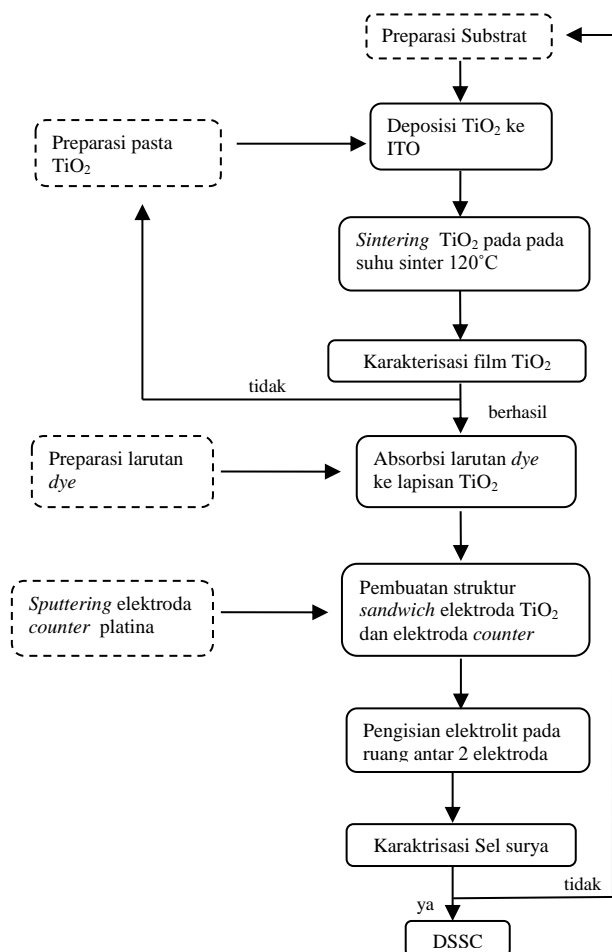 Preparasi Substrat
Deposisi TiO₂ ke
ITO
Preparasi pasta
TiO₂
Sintering TiO₂ pada pada
suhu sinter 120˚C
Karakterisasi film TiO₂
tidak
berhasil
Preparasi larutan
dye
Absorbsi larutan dye
ke lapisan TiO₂
Sputtering elektroda
counter platina
Pembuatan struktur
sandwich elektroda TiO₂
dan elektroda counter
Pengisian elektrolit pada
ruang antar 2 elektroda
Karaktrisasi Sel surya
tidak
ya
DSSC